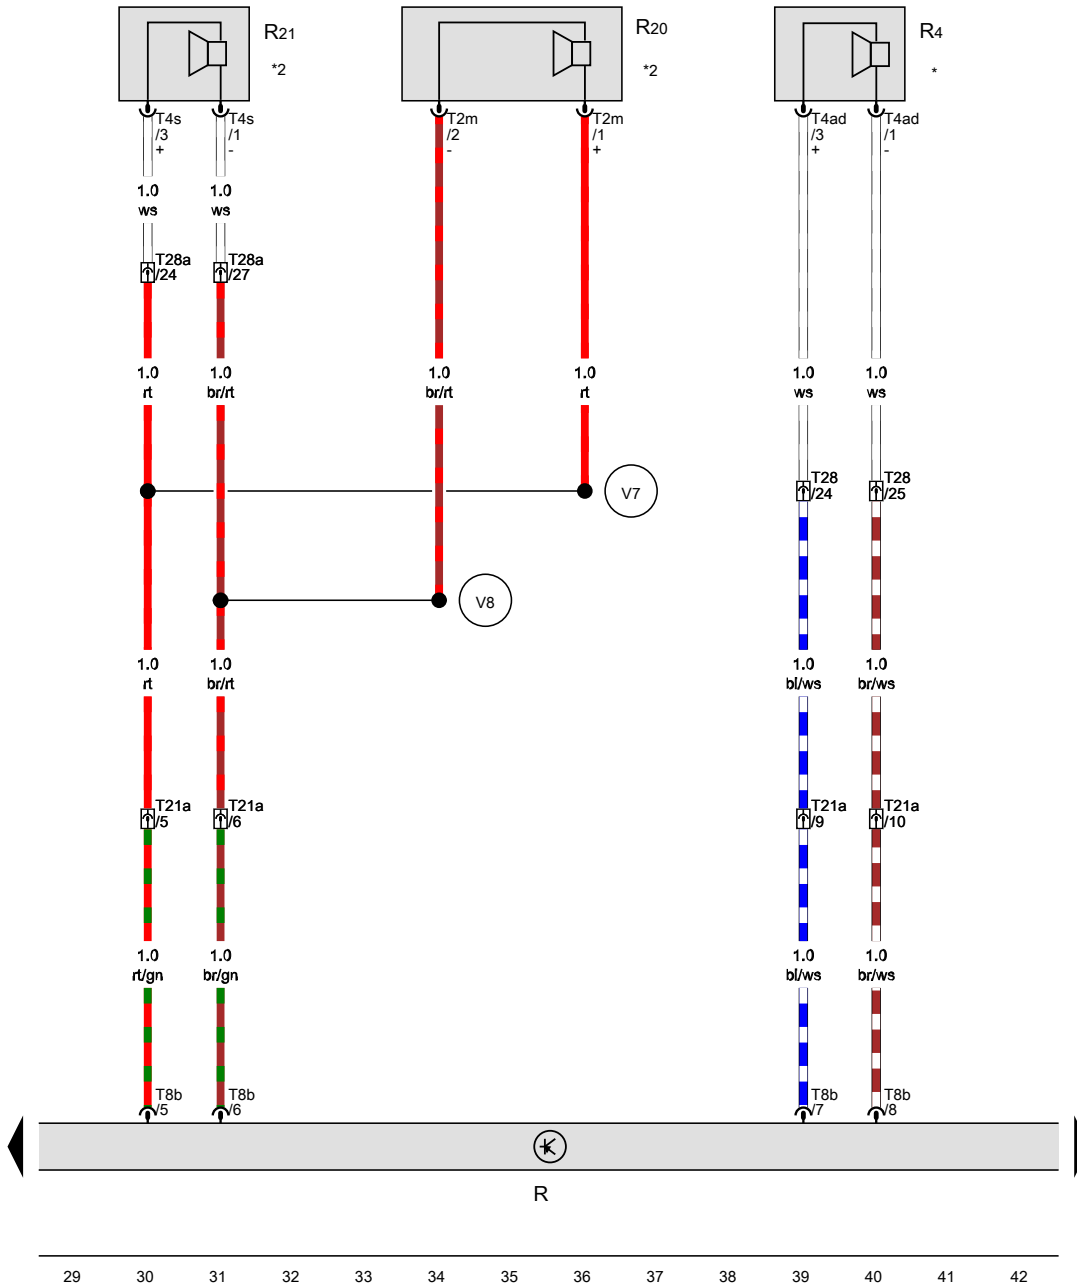 R21
*2
R20
*2
R4
*
T4s
/3
+
T4s
/1
-
T2m
/2
-
T2m
/1
+
T4ad
/3
+
T4ad
/1
-
1.0
ws
1.0
ws
T28a
/24
T28a
/27
1.0
rt
1.0
br/rt
1.0
br/rt
1.0
rt
1.0
ws
1.0
ws
V7
T28
/24
T28
/25
V8
1.0
rt
1.0
br/rt
1.0
bl/ws
1.0
br/ws
T21a
/5
T21a
/6
T21a
/9
T21a
/10
1.0
rt/gn
1.0
br/gn
1.0
bl/ws
1.0
br/ws
T8b
/5
T8b
/6
T8b
/7
T8b
/8
R
29 30 31 32 33 34 35 36 37 38 39 40 41 42